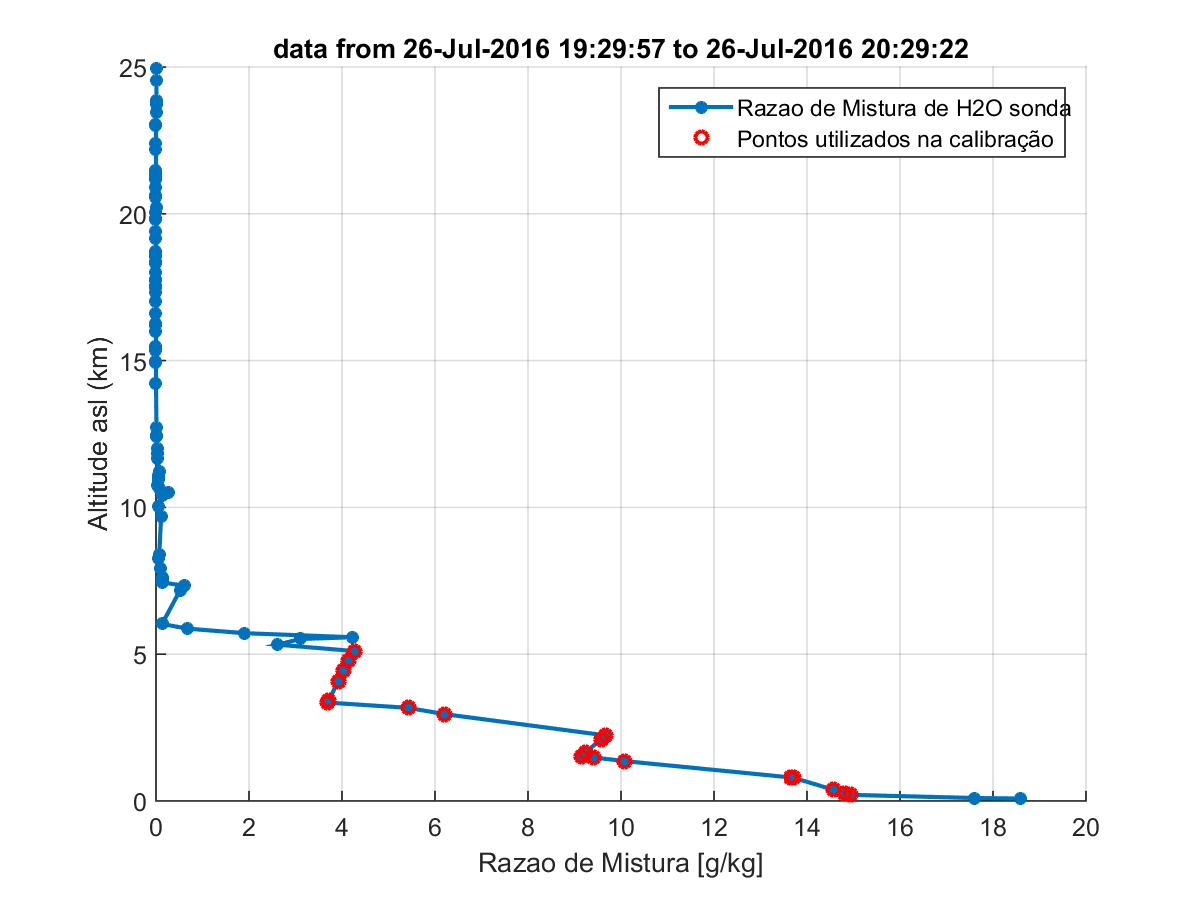 data from 26-Jul-2016 19:29:57 to 26-Jul-2016 20:29:22
Razao de Mistura de H2O sonda
Pontos utilizados na calibração
25
20
15
10
5
0
Altitude asl (km)
0 2 4 6 8 10 12 14 16 18 20
Razao de Mistura [g/kg]